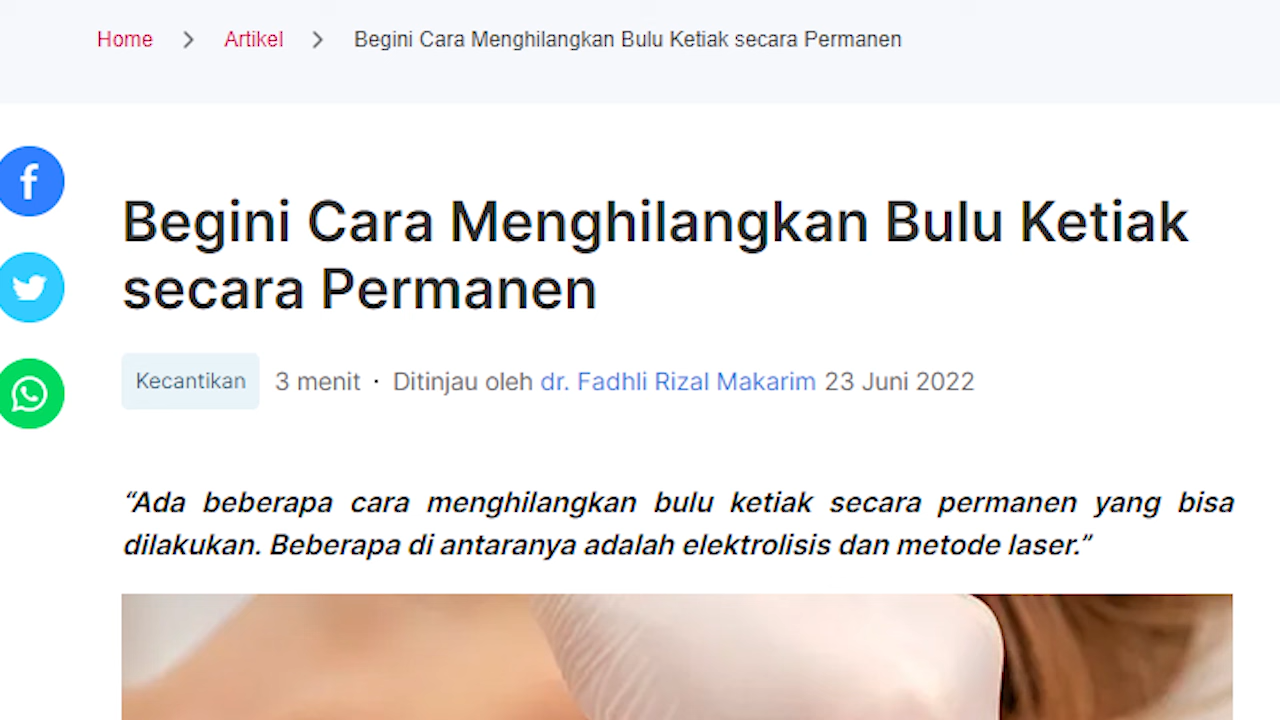 Home > Artikel > Begini Cara Menghilangkan Bulu Ketiak secara Permanen
Begini Cara Menghilangkan Bulu Ketiak
secara Permanen
Kecantikan 3 menit · Ditinjau oleh dr. Fadhli Rizal Makarim 23 Juni 2022
“Ada beberapa cara menghilangkan bulu ketiak secara permanen yang bisa
dilakukan. Beberapa di antaranya adalah elektrolisis dan metode laser.”